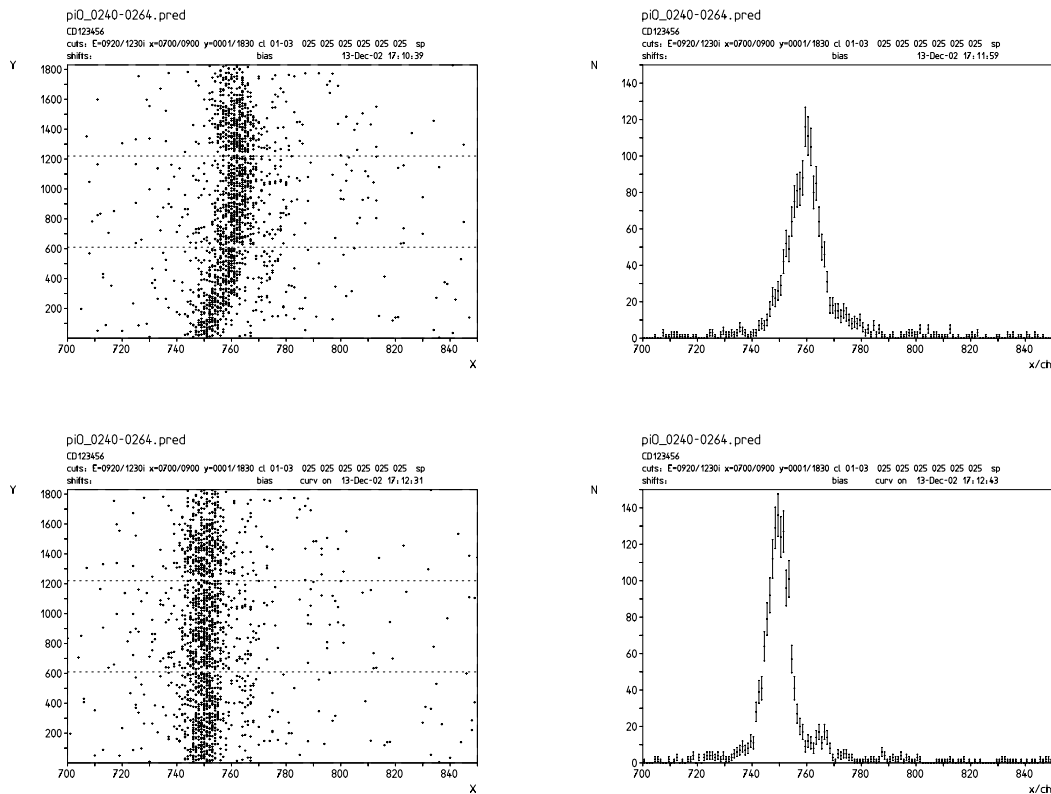 pi0_0240-0264.pred
CD123456
cuts: E=0920/1230i x=0700/0900 y=0001/1830 cl 01-03 025 025 025 025 025 025 sp
shifts: bias 13-Dec-02 17:10:39
Y
1800
1600
1400
1200
1000
800
600
400
200
700 720 740 760 780 800 820 840
X
pi0_0240-0264.pred
CD123456
cuts: E=0920/1230i x=0700/0900 y=0001/1830 cl 01-03 025 025 025 025 025 025 sp
shifts: bias 13-Dec-02 17:11:59
N
140
120
100
80
60
40
20
0
700 720 740 760 780 800 820 840
x/ch
pi0_0240-0264.pred
CD123456
cuts: E=0920/1230i x=0700/0900 y=0001/1830 cl 01-03 025 025 025 025 025 025 sp
shifts: bias curv on 13-Dec-02 17:12:31
Y
1800
1600
1400
1200
1000
800
600
400
200
700 720 740 760 780 800 820 840
X
pi0_0240-0264.pred
CD123456
cuts: E=0920/1230i x=0700/0900 y=0001/1830 cl 01-03 025 025 025 025 025 025 sp
shifts: bias curv on 13-Dec-02 17:12:43
N
140
120
100
80
60
40
20
0
700 720 740 760 780 800 820 840
x/ch